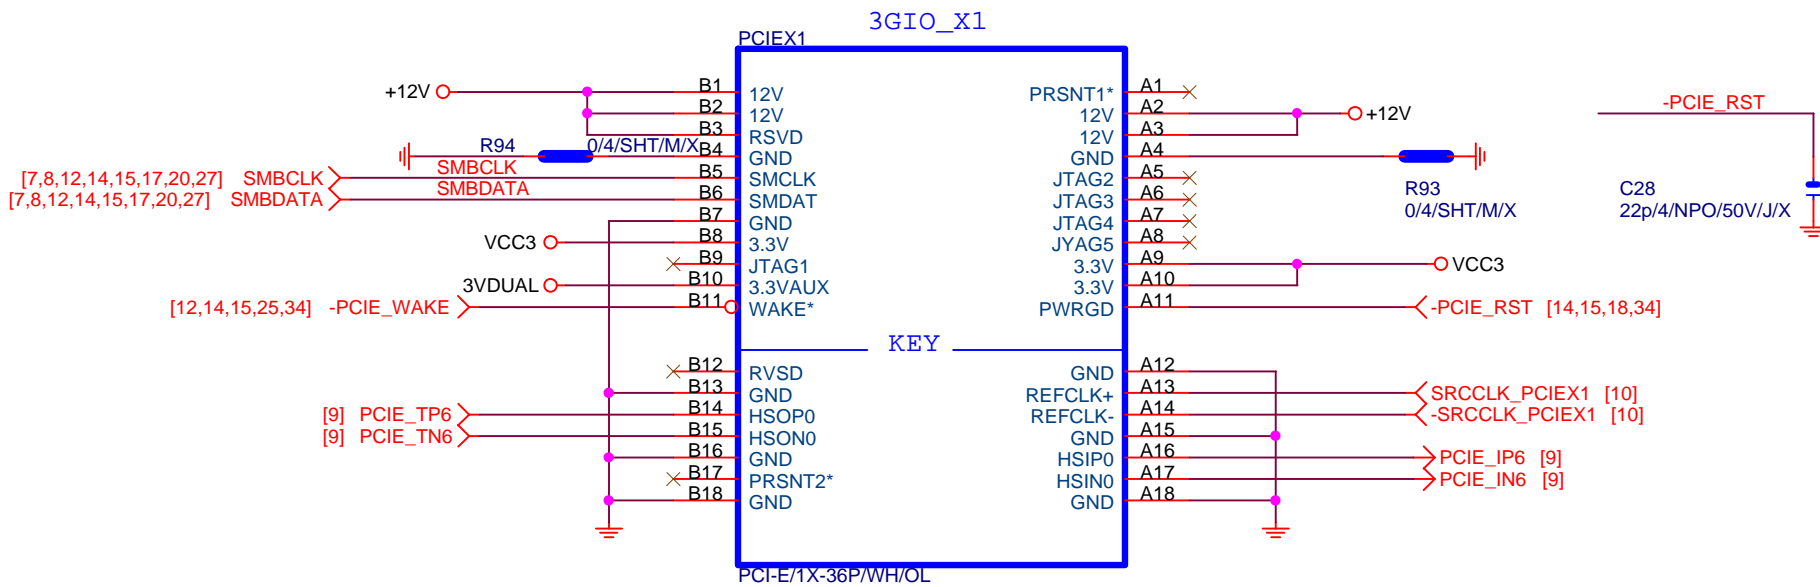 3GIO_X1
PCIEX1
+12V B1 12V PRSNT1* A1
B2 12V 12V A2 +12V -PCIE_RST
B3 RSVD 12V A3
R94 0/4/SHT/M/X B4 GND GND A4
[7,8,12,14,15,17,20,27] SMBCLK SMBCLK B5 SMCLK JTAG2 A5
[7,8,12,14,15,17,20,27] SMBDATA SMBDATA B6 SMDAT JTAG3 A6 R93 C28
B7 GND JTAG4 A7 0/4/SHT/M/X 22p/4/NPO/50V/J/X
VCC3 B8 3.3V JYAG5 A8
B9 JTAG1 3.3V A9 VCC3
3VDUAL B10 3.3VAUX 3.3V A10
[12,14,15,25,34] -PCIE_WAKE B11 WAKE* PWRGD A11 -PCIE_RST [14,15,18,34]
KEY
B12 RVSD GND A12
B13 GND REFCLK+ A13 SRCCLK_PCIEX1 [10]
[9] PCIE_TP6 B14 HSOP0 REFCLK- A14 -SRCCLK_PCIEX1 [10]
[9] PCIE_TN6 B15 HSON0 GND A15
B16 GND HSIP0 A16 PCIE_IP6 [9]
B17 PRSNT2* HSIN0 A17 PCIE_IN6 [9]
B18 GND GND A18
PCI-E/1X-36P/WH/OL